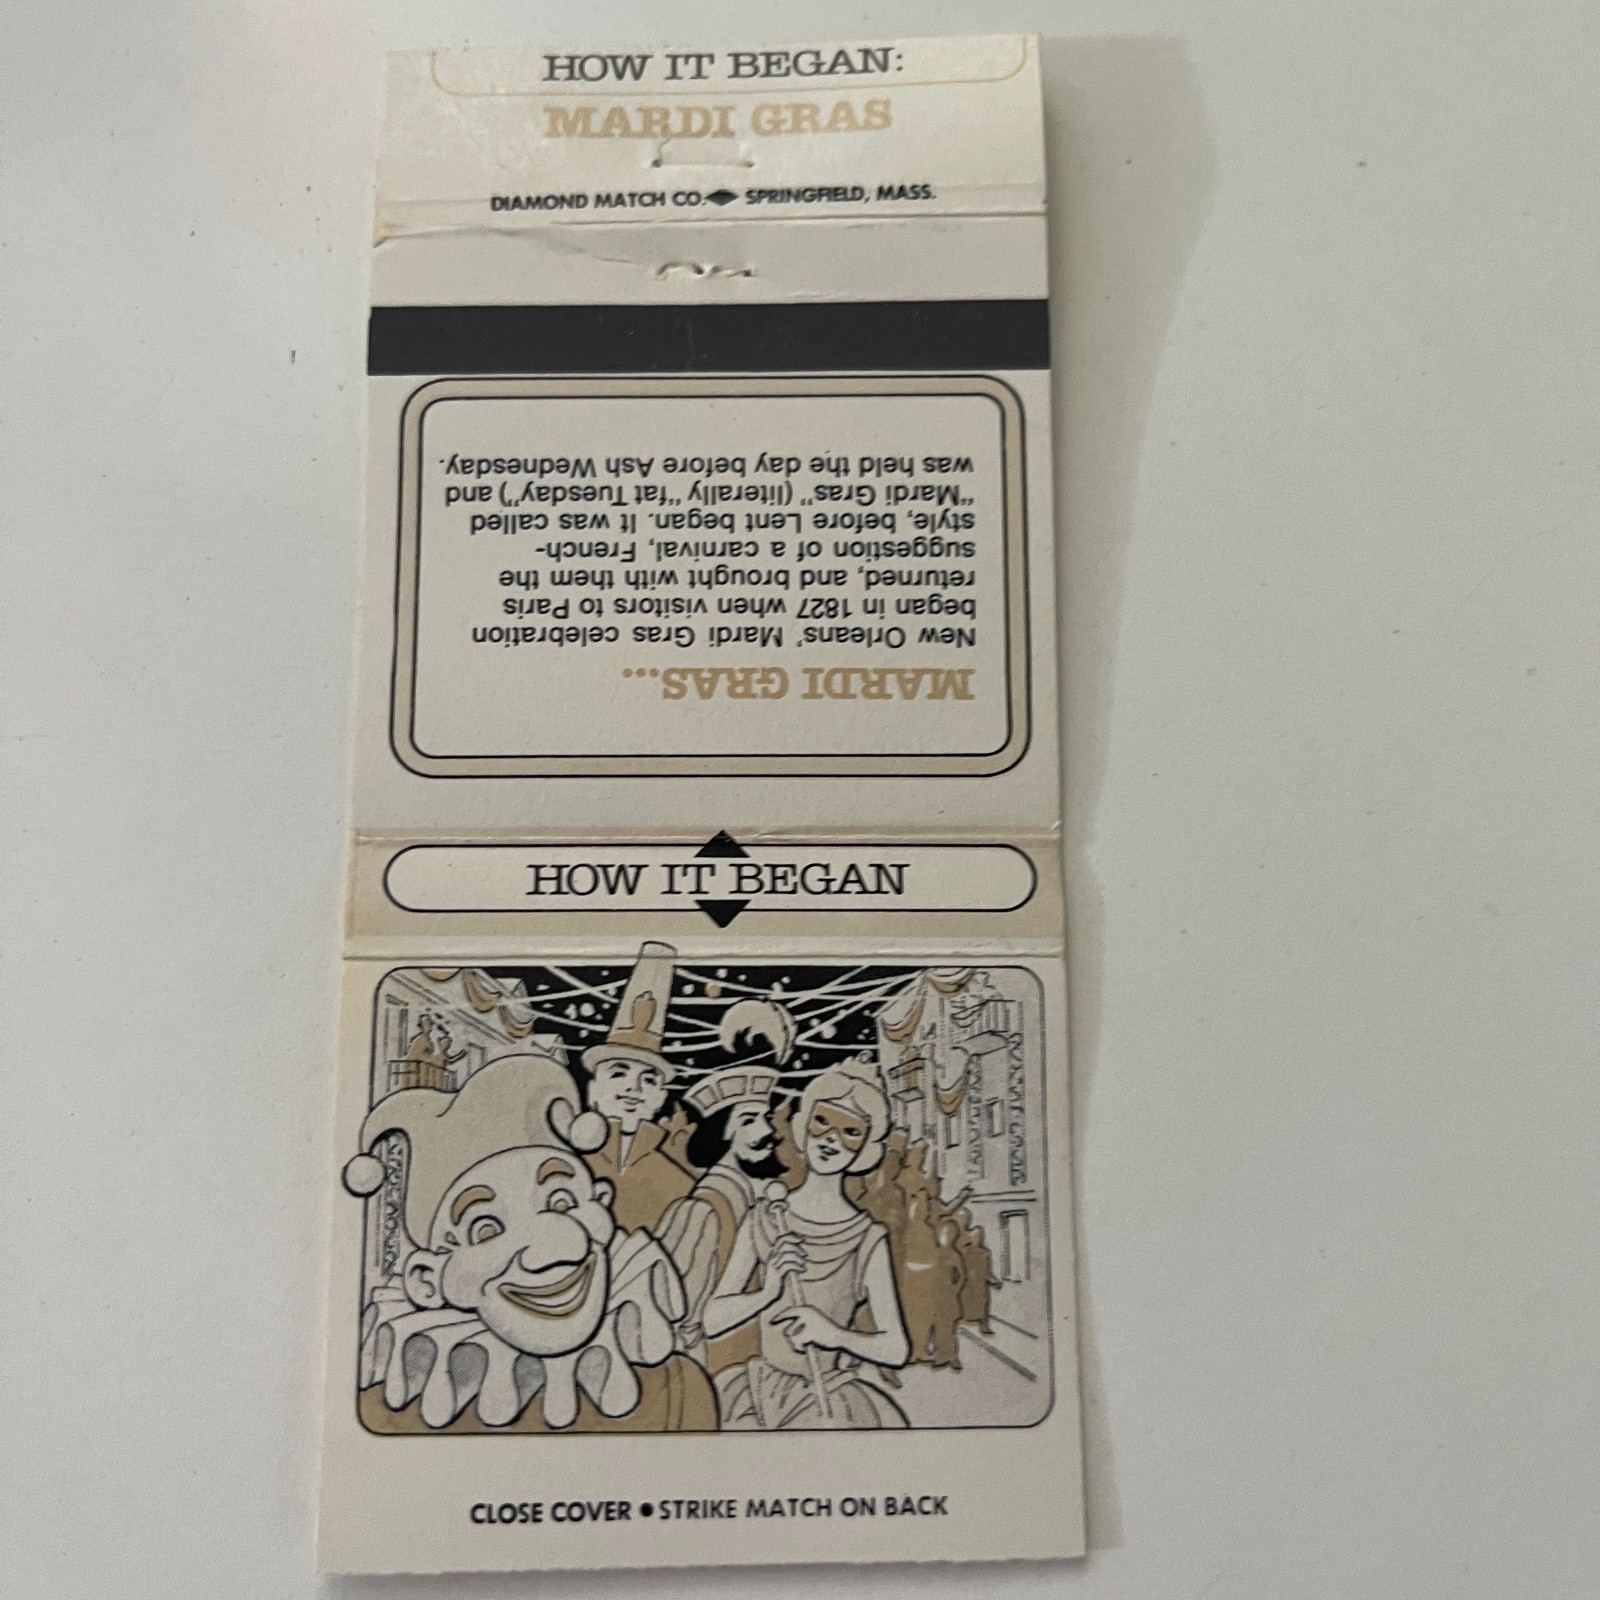 HOW IT BEGAN:
MARDI GRAS
DIAMOND MATCH CO. SPRINGFIELD, MASS.
MARDI GRAS...
New Orleans' Mardi Gras celebration
began in 1827 when visitors to Paris
returned, and brought with them the
suggestion of a carnival, French-
style, before Lent began. It was called
"Mardi Gras" (literally "fat Tuesday") and
was held the day before Ash Wednesday.
HOW IT BEGAN
CLOSE COVER ● STRIKE MATCH ON BACK